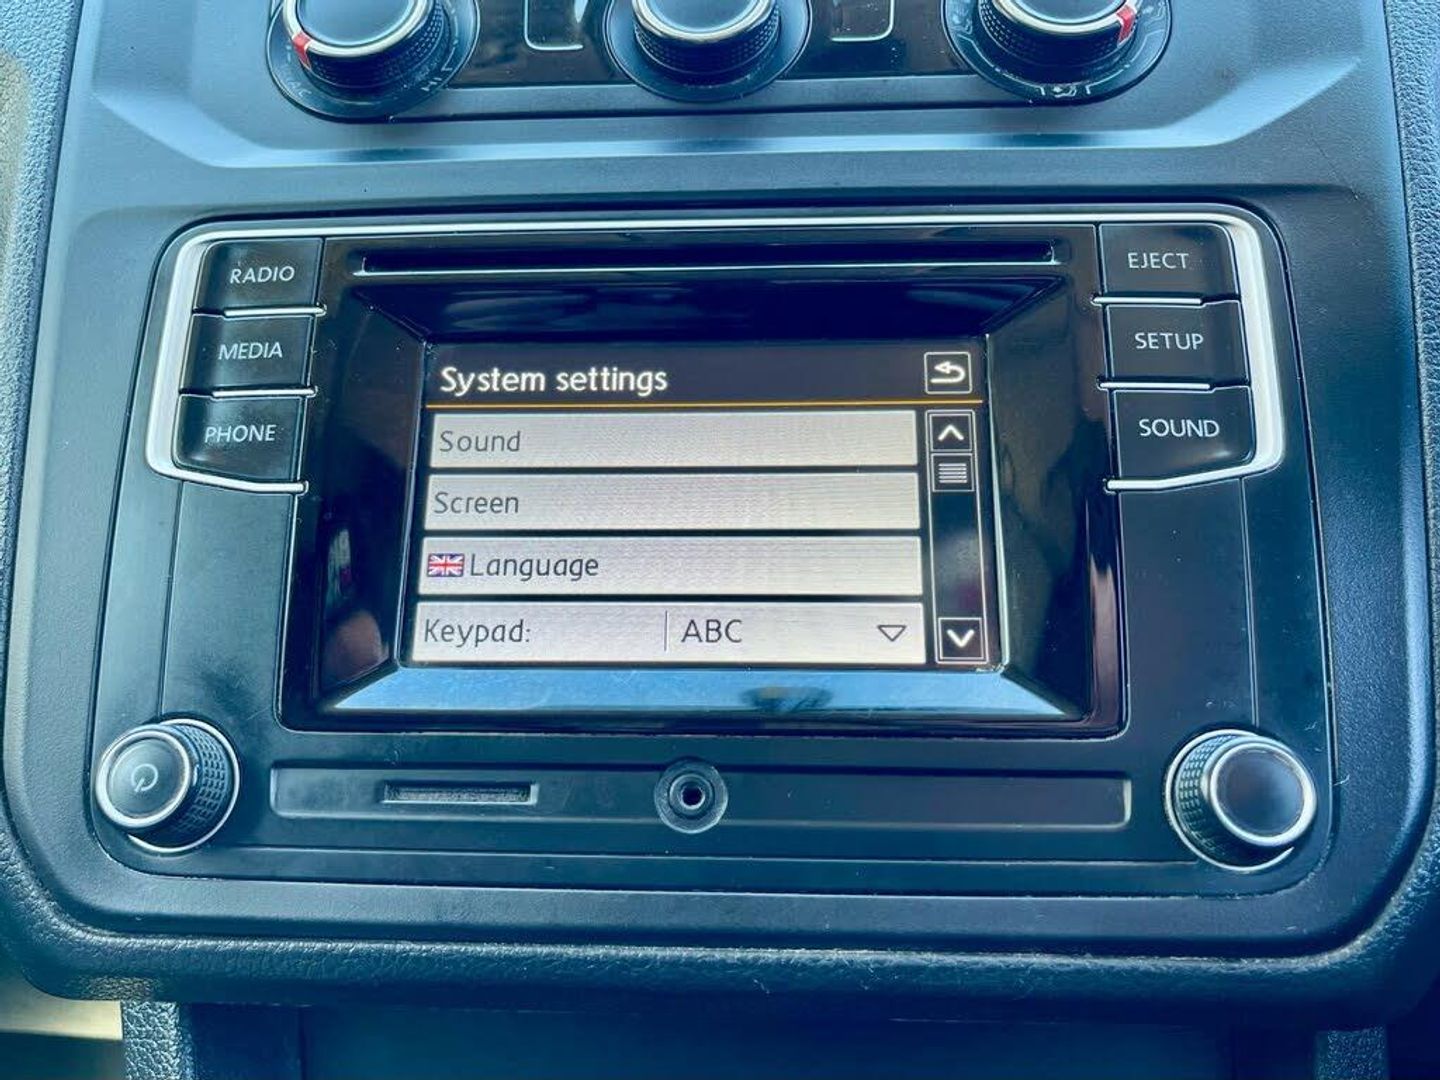 RADIO
MEDIA
PHONE
EJECT
SETUP
SOUND
System settings
Sound
Screen
Language
Keypad: ABC